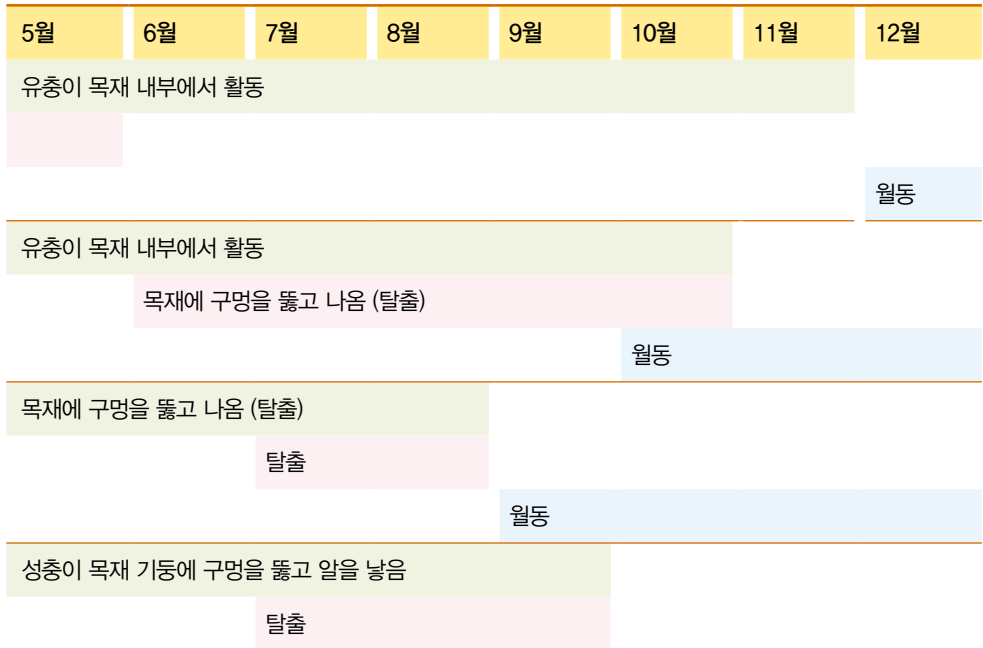 5월 6월 7월 8월 9월 10월 11월 12월
유충이 목재 내부에서 활동
월동
유충이 목재 내부에서 활동
목재에 구멍을 뚫고 나옴 (탈출)
월동
목재에 구멍을 뚫고 나옴 (탈출)
탈출
월동
성충이 목재 기둥에 구멍을 뚫고 알을 낳음
탈출